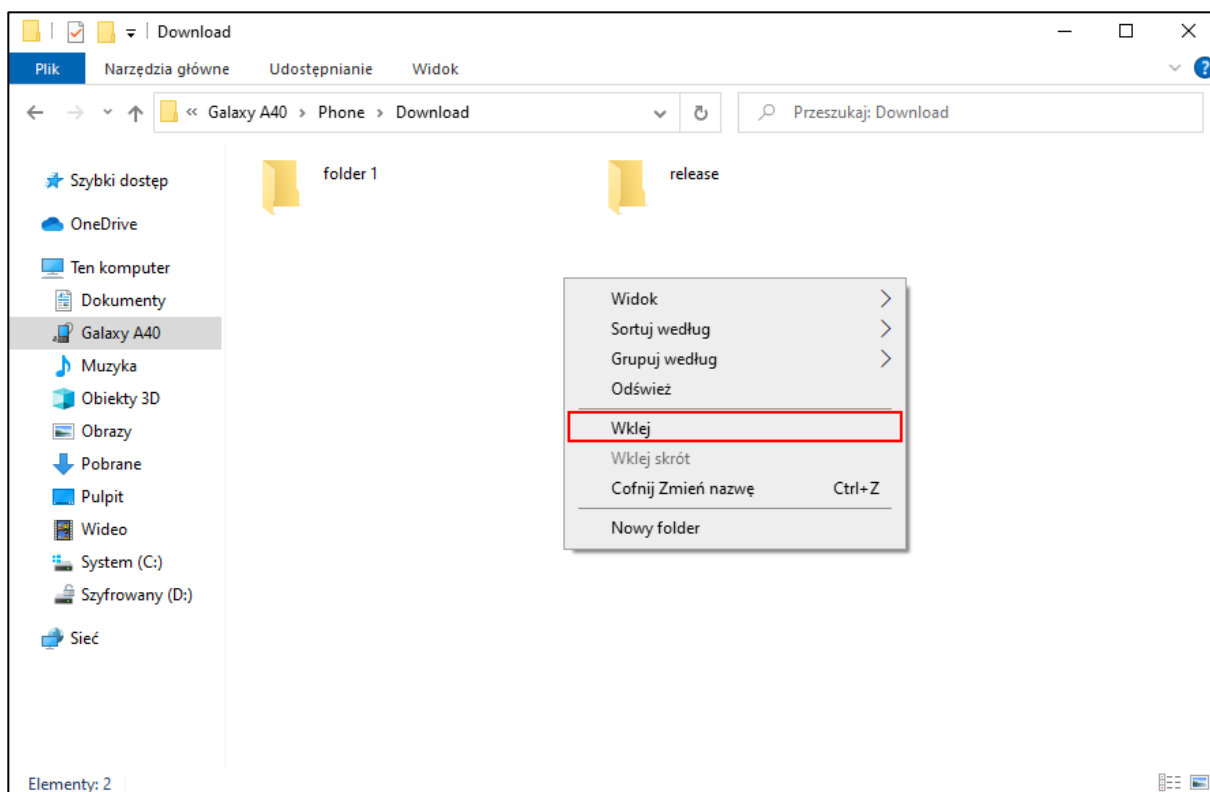 Download
Plik Narzędzia główne Udostępnianie Widok ?
« Galaxy A40 > Phone > Download Przeszukaj: Download
Szybki dostęp
OneDrive
Ten komputer
Dokumenty
Galaxy A40
Muzyka
Obiekty 3D
Obrazy
Pobrane
Pulpit
Wideo
System (C:)
Szyfrowany (D:)
Sieć
folder 1 release
Widok
Sortuj według
Grupuj według
Odśwież
Wklej
Wklej skrót
Cofnij Zmień nazwę Ctrl+Z
Nowy folder
Elementy: 2